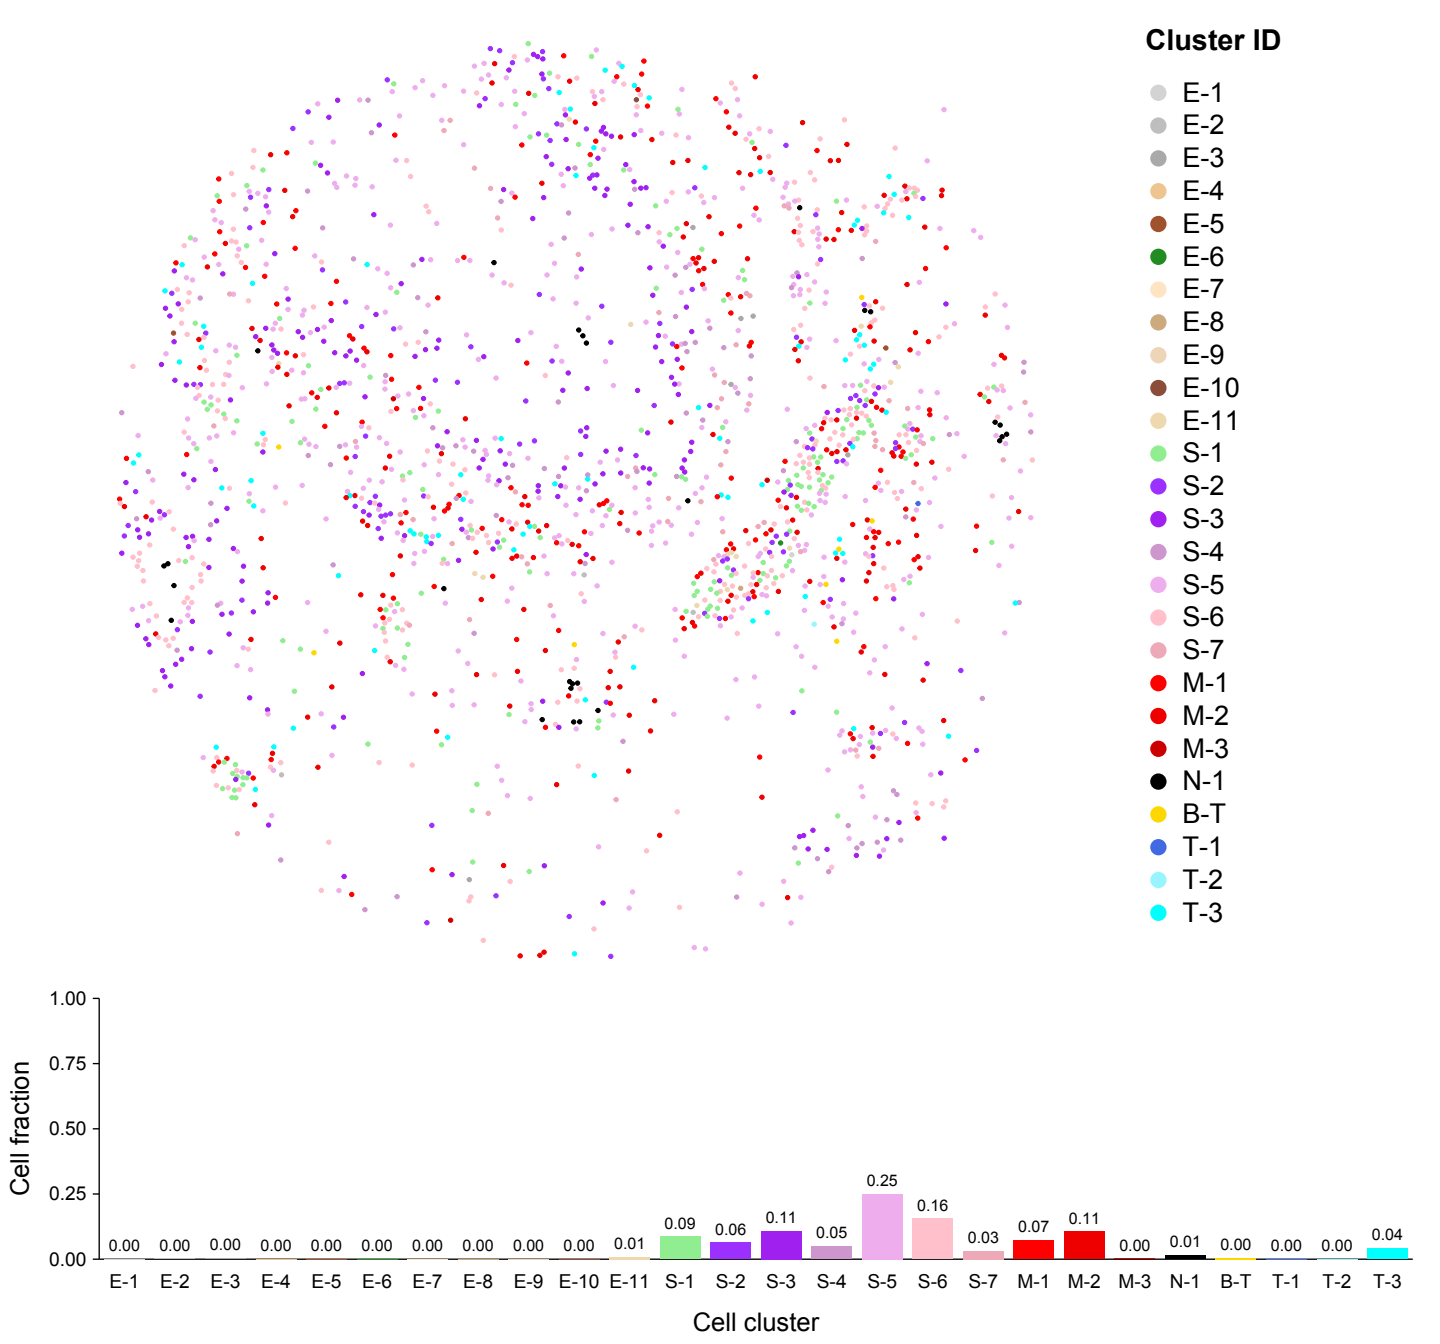 Cluster ID
E-1
E-2
E-3
E-4
E-5
E-6
E-7
E-8
E-9
E-10
E-11
S-1
S-2
S-3
S-4
S-5
S-6
S-7
M-1
M-2
M-3
N-1
B-T
T-1
T-2
T-3
1.00
0.75
0.50
0.25
0.00
Cell fraction
0.00 0.00 0.00 0.00 0.00 0.00 0.00 0.00 0.00 0.00 0.01 0.09 0.06 0.11 0.05 0.25 0.16 0.03 0.07 0.11 0.00 0.01 0.00 0.00 0.00 0.04
E-1 E-2 E-3 E-4 E-5 E-6 E-7 E-8 E-9 E-10 E-11 S-1 S-2 S-3 S-4 S-5 S-6 S-7 M-1 M-2 M-3 N-1 B-T T-1 T-2 T-3
Cell cluster